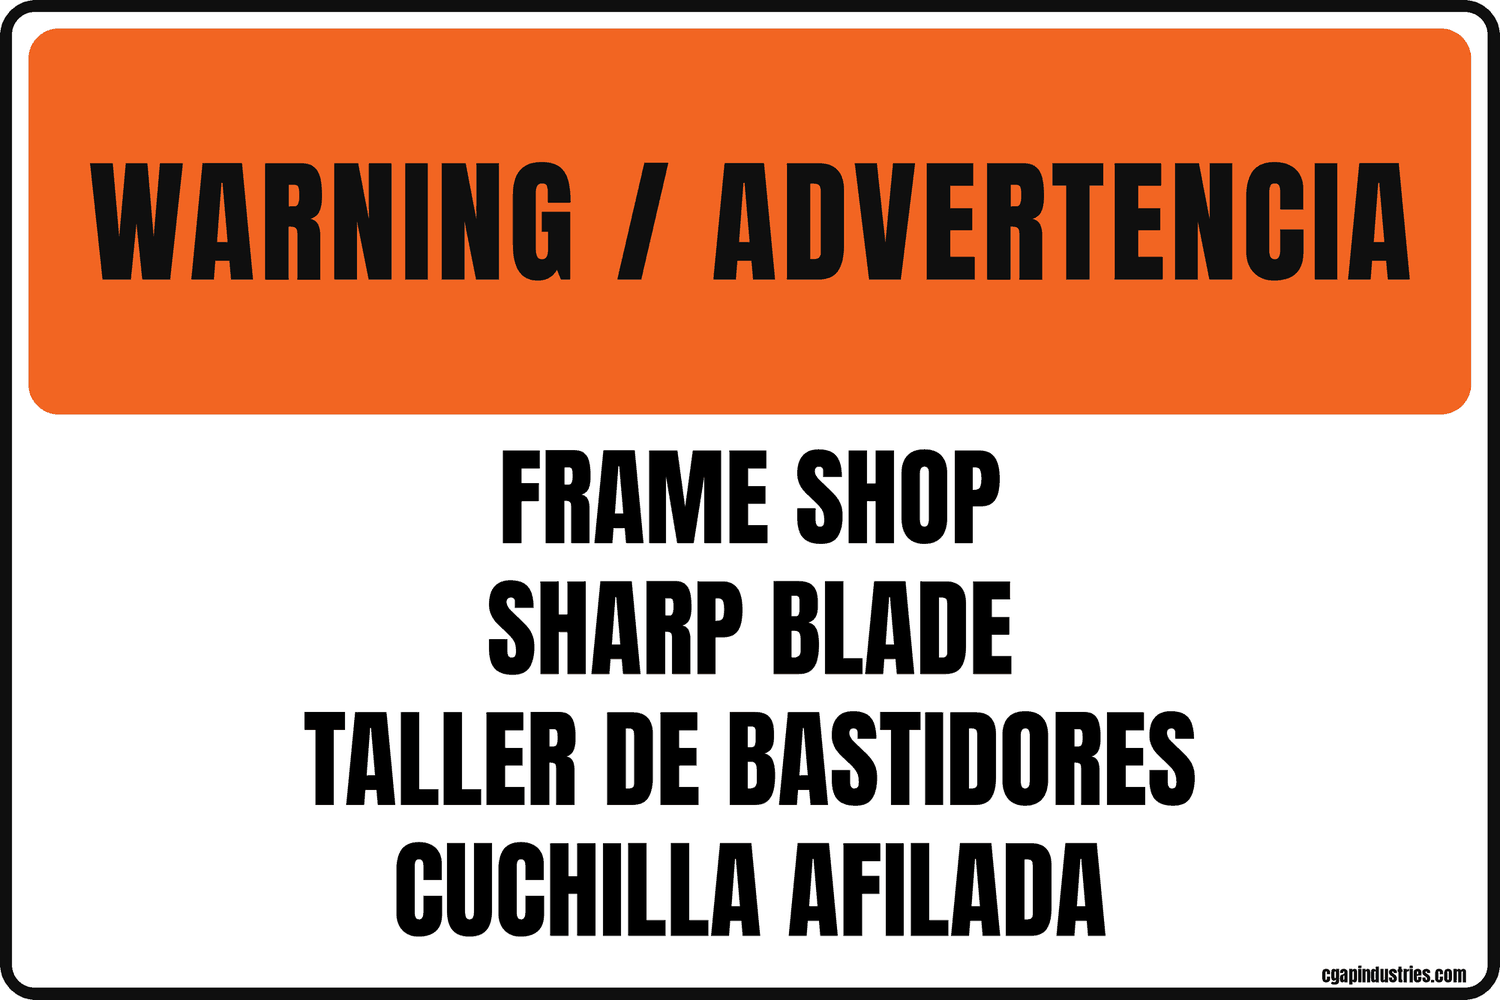 WARNING / ADVERTENCIA
FRAME SHOP
SHARP BLADE
TALLER DE BASTIDORES
CUCHILLA AFILADA
cgapindustries.com